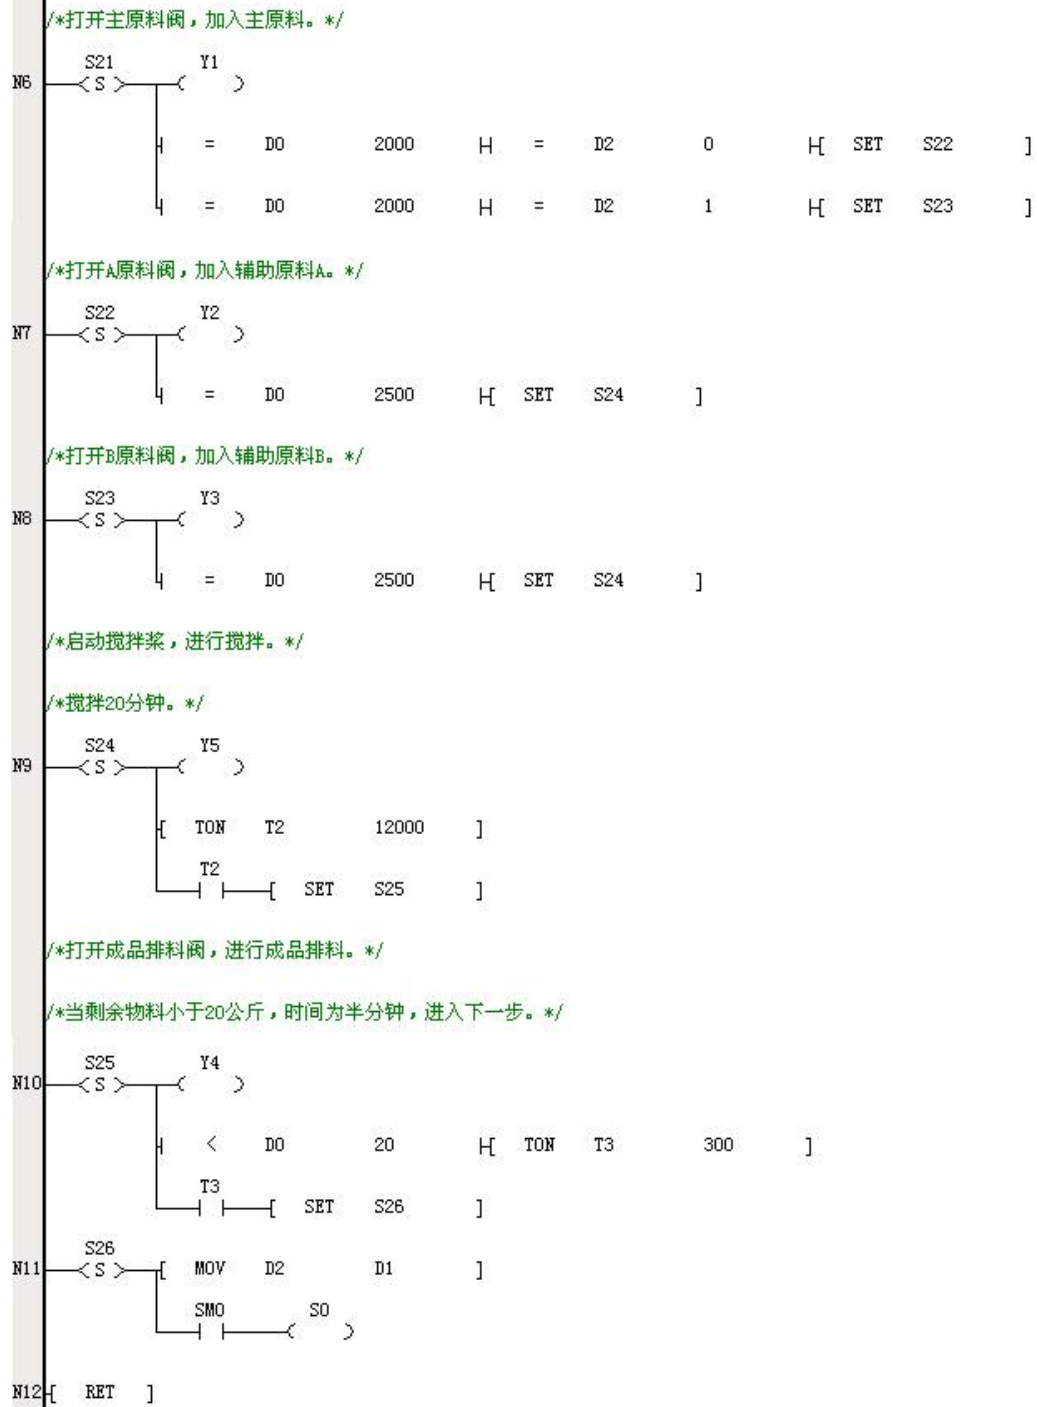 /*打开主原料阀，加入主原料。*/
S21 Y1
N6 S
= D0 2000 = D2 0 [ SET S22 ]
= D0 2000 = D2 1 [ SET S23 ]
/*打开A原料阀，加入辅助原料A。*/
S22 Y2
N7 S
= D0 2500 [ SET S24 ]
/*打开B原料阀，加入辅助原料B。*/
S23 Y3
N8 S
= D0 2500 [ SET S24 ]
/*启动搅拌桨，进行搅拌。*/
/*搅拌20分钟。*/
S24 Y5
N9 S
[ TON T2 12000 ]
T2
[ SET S25 ]
/*打开成品排料阀，进行成品排料。*/
/*当剩余物料小于20公斤，时间为半分钟，进入下一步。*/
S25 Y4
N10 S
< D0 20 [ TON T3 300 ]
T3
[ SET S26 ]
S26
N11 S [ MOV D2 D1 ]
SM0 S0
N12 [ RET ]